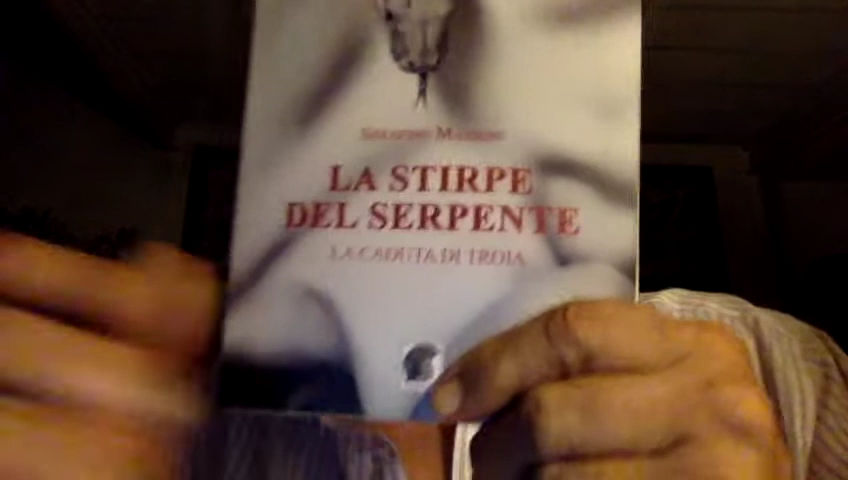 LA STIRPE
DEL SERPENTE
LA CADUTA DI TROIA